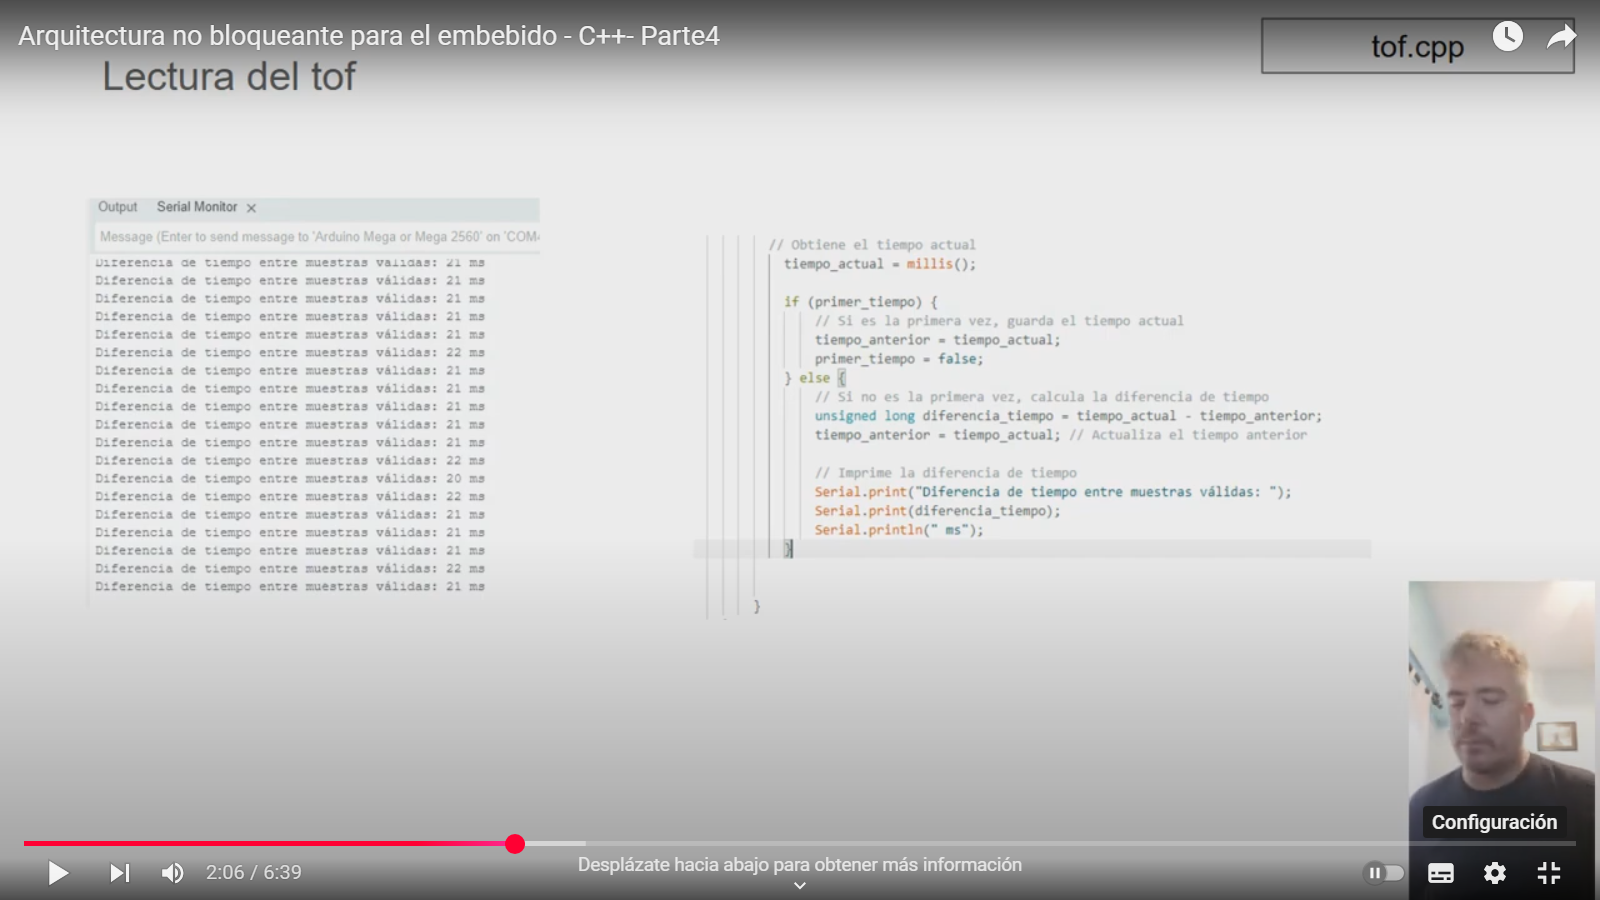 Arquitectura no bloqueante para el embebido - C++- Parte4
tof.cpp
Lectura del tof
Output Serial Monitor
Message (Enter to send message to 'Arduino Mega or Mega 2560' on 'COM4
Diferencia de tiempo entre muestras válidas: 21 ms
Diferencia de tiempo entre muestras válidas: 21 ms
Diferencia de tiempo entre muestras válidas: 21 ms
Diferencia de tiempo entre muestras válidas: 21 ms
Diferencia de tiempo entre muestras válidas: 21 ms
Diferencia de tiempo entre muestras válidas: 22 ms
Diferencia de tiempo entre muestras válidas: 21 ms
Diferencia de tiempo entre muestras válidas: 21 ms
Diferencia de tiempo entre muestras válidas: 21 ms
Diferencia de tiempo entre muestras válidas: 21 ms
Diferencia de tiempo entre muestras válidas: 21 ms
Diferencia de tiempo entre muestras válidas: 22 ms
Diferencia de tiempo entre muestras válidas: 20 ms
Diferencia de tiempo entre muestras válidas: 22 ms
Diferencia de tiempo entre muestras válidas: 21 ms
Diferencia de tiempo entre muestras válidas: 21 ms
Diferencia de tiempo entre muestras válidas: 21 ms
Diferencia de tiempo entre muestras válidas: 22 ms
Diferencia de tiempo entre muestras válidas: 21 ms
// Obtiene el tiempo actual
tiempo_actual = millis();
if (primer_tiempo) {
// Si es la primera vez, guarda el tiempo actual
tiempo_anterior = tiempo_actual;
primer_tiempo = false;
} else {
// Si no es la primera vez, calcula la diferencia de tiempo
unsigned long diferencia_tiempo = tiempo_actual - tiempo_anterior;
tiempo_anterior = tiempo_actual; // Actualiza el tiempo anterior
// Imprime la diferencia de tiempo
Serial.print("Diferencia de tiempo entre muestras válidas: ");
Serial.print(diferencia_tiempo);
Serial.println(" ms");
}
}
Configuración
2:06 / 6:39
Desplázate hacia abajo para obtener más información